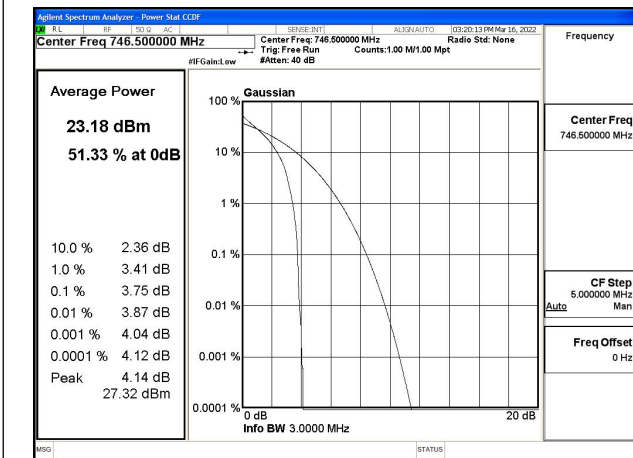 Agilent Spectrum Analyzer - Power Stat CCDF
RL RF 50 Ω AC SENSE:INT ALIGN AUTO 03:20:13 PM Mar 16, 2022
Center Freq 746.500000 MHz
Center Freq: 746.500000 MHz Radio Std: None
Trig: Free Run Counts:1.00 M/1.00 Mpt
#IFGain:Low #Atten: 40 dB
Frequency
Average Power
23.18 dBm
51.33 % at 0dB
10.0 % 2.36 dB
1.0 % 3.41 dB
0.1 % 3.75 dB
0.01 % 3.87 dB
0.001 % 4.04 dB
0.0001 % 4.12 dB
Peak 4.14 dB
27.32 dBm
Gaussian
100 %
10 %
1 %
0.1 %
0.01 %
0.001 %
0.0001 %
0 dB 20 dB
Info BW 3.0000 MHz
Center Freq
746.500000 MHz
CF Step
5.000000 MHz
Auto Man
Freq Offset
0 Hz
MSG STATUS